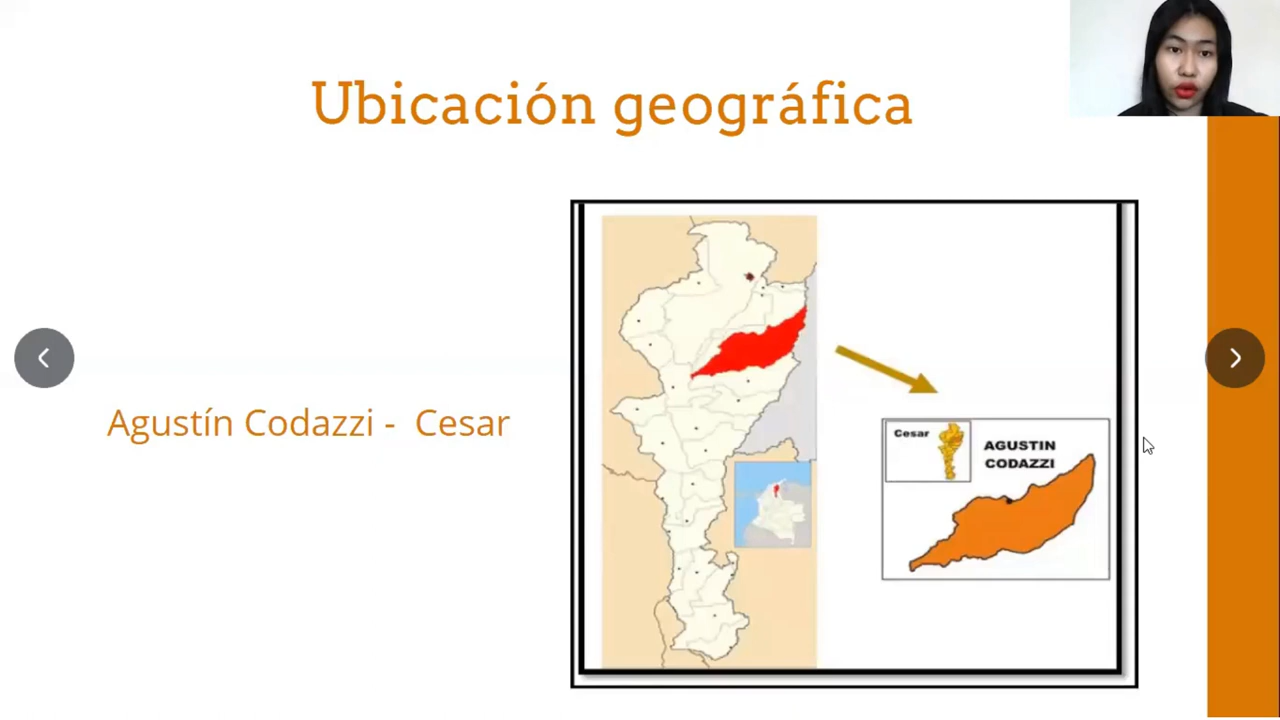 Ubicación geográfica
Agustín Codazzi - Cesar
Cesar
AGUSTIN
CODAZZI